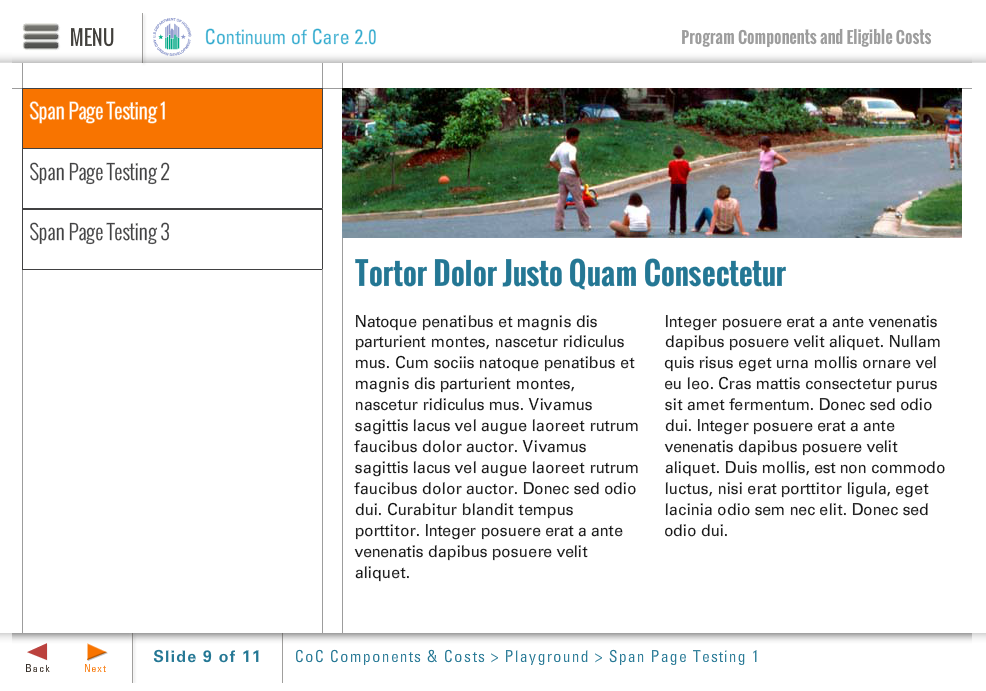 MENU
Continuum of Care 2.0
Program Components and Eligible Costs
Span Page Testing 1
Span Page Testing 2
Span Page Testing 3
Tortor Dolor Justo Quam Consectetur
Natoque penatibus et magnis dis
parturient montes, nascetur ridiculus
mus. Cum sociis natoque penatibus et
magnis dis parturient montes,
nascetur ridiculus mus. Vivamus
sagittis lacus vel augue laoreet rutrum
faucibus dolor auctor. Vivamus
sagittis lacus vel augue laoreet rutrum
faucibus dolor auctor. Donec sed odio
dui. Curabitur blandit tempus
porttitor. Integer posuere erat a ante
venenatis dapibus posuere velit
aliquet.
Integer posuere erat a ante venenatis
dapibus posuere velit aliquet. Nullam
quis risus eget urna mollis ornare vel
eu leo. Cras mattis consectetur purus
sit amet fermentum. Donec sed odio
dui. Integer posuere erat a ante
venenatis dapibus posuere velit
aliquet. Duis mollis, est non commodo
luctus, nisi erat porttitor ligula, eget
lacinia odio sem nec elit. Donec sed
odio dui.
Back
Next
Slide 9 of 11
CoC Components & Costs > Playground > Span Page Testing 1